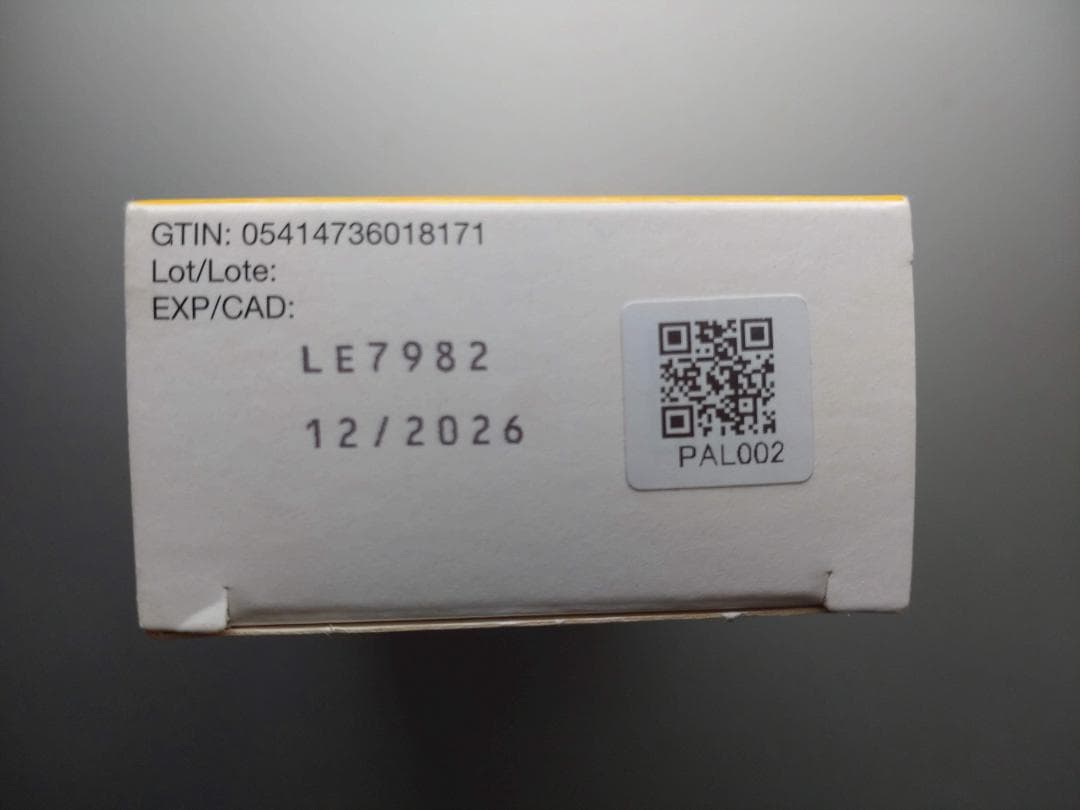 GTIN: 05414736018171
Lot/Lote:
EXP/CAD:
LE7982
12/2026
PAL002